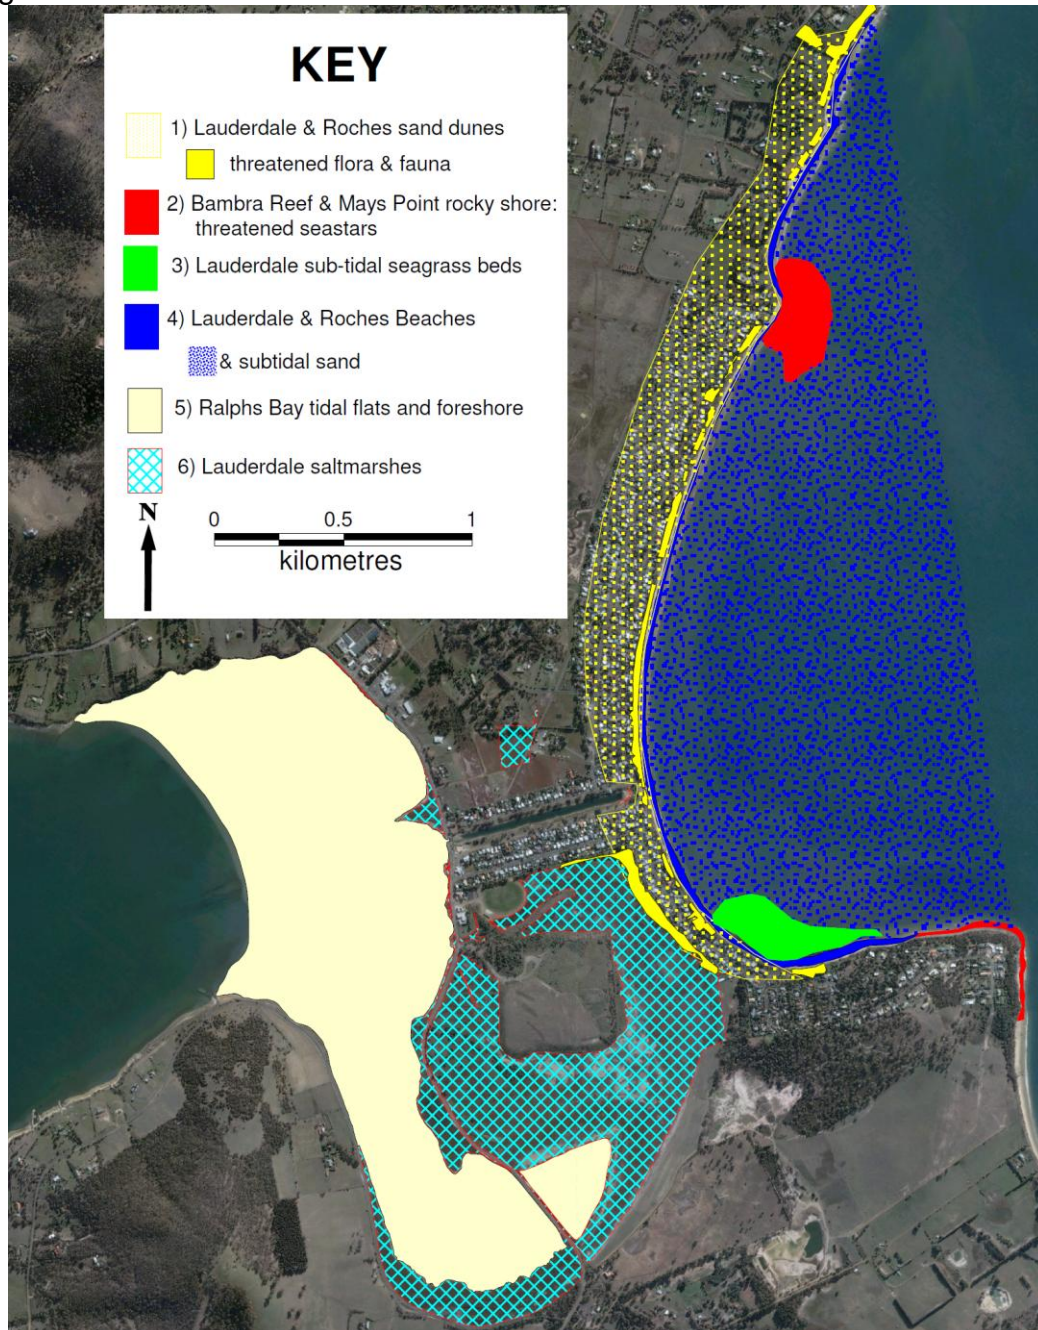 KEY
1) Lauderdale & Roches sand dunes
threatened flora & fauna
2) Bambra Reef & Mays Point rocky shore:
threatened seastars
3) Lauderdale sub-tidal seagrass beds
4) Lauderdale & Roches Beaches
& subtidal sand
5) Ralphs Bay tidal flats and foreshore
6) Lauderdale saltmarshes
N
0 0.5 1
kilometres